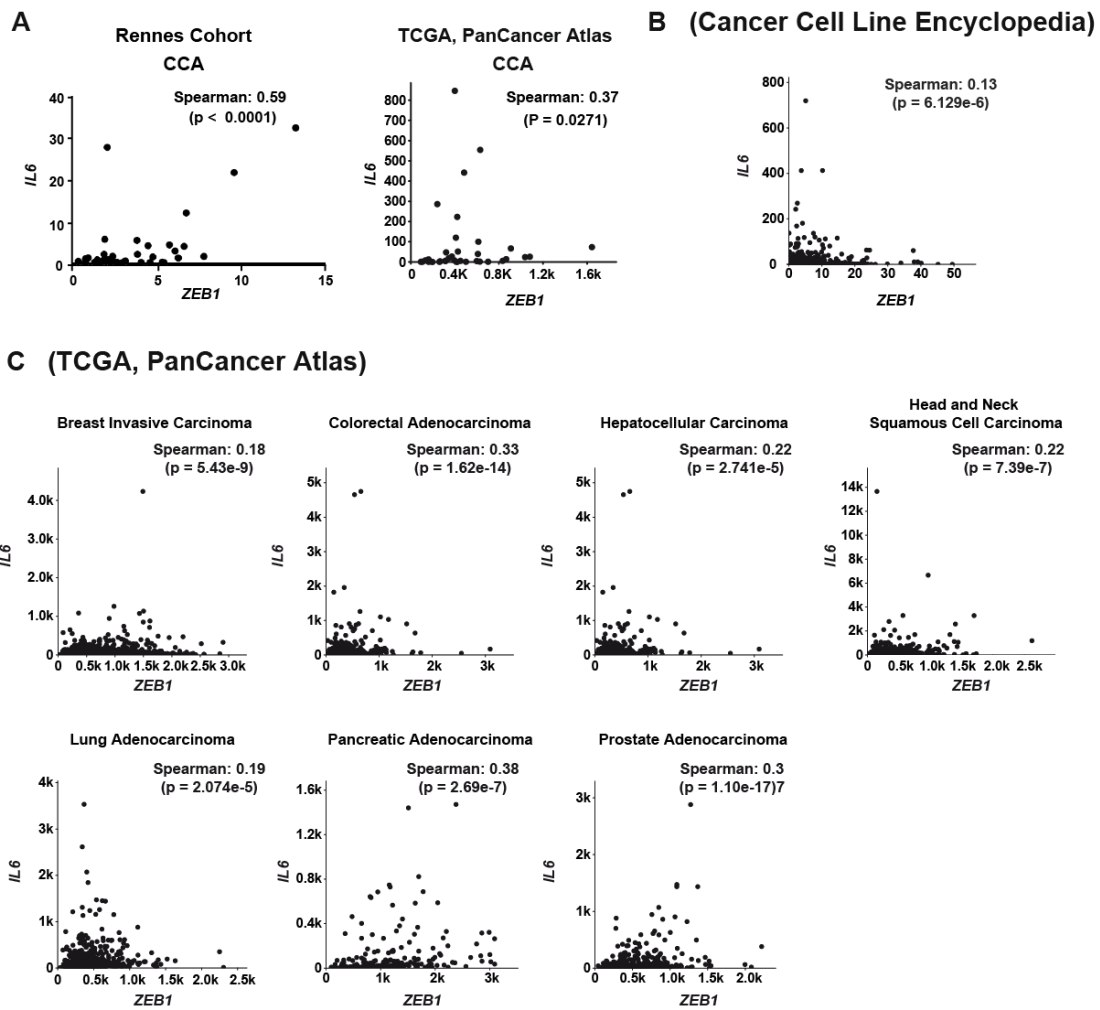 A
Rennes Cohort
CCA
Spearman: 0.59
(p < 0.0001)
40
30
20
10
0
IL6
0
5
10
15
ZEB1
TCGA, PanCancer Atlas
CCA
Spearman: 0.37
(P = 0.0271)
800
700
600
500
400
300
200
100
0
IL6
0
0.4K
0.8K
1.2k
1.6k
ZEB1
B (Cancer Cell Line Encyclopedia)
Spearman: 0.13
(p = 6.129e-6)
800
600
400
200
0
IL6
0
10
20
30
40
50
ZEB1
C (TCGA, PanCancer Atlas)
Breast Invasive Carcinoma
Spearman: 0.18
(p = 5.43e-9)
4.0k
3.0k
2.0k
1.0k
0
IL6
0
0.5k
1.0k
1.5k
2.0k
2.5k
3.0k
ZEB1
Colorectal Adenocarcinoma
Spearman: 0.33
(p = 1.62e-14)
5k
4k
3k
2k
1k
0
IL6
0
1k
2k
3k
ZEB1
Hepatocellular Carcinoma
Spearman: 0.22
(p = 2.741e-5)
5k
4k
3k
2k
1k
0
IL6
0
1k
2k
3k
ZEB1
Head and Neck
Squamous Cell Carcinoma
Spearman: 0.22
(p = 7.39e-7)
14k
12k
10k
8k
6k
4k
2k
0
IL6
0
0.5k
1.0k
1.5k
2.0k
2.5k
ZEB1
Lung Adenocarcinoma
Spearman: 0.19
(p = 2.074e-5)
4k
3k
2k
1k
0
IL6
0
0.5k
1.0k
1.5k
2.0k
2.5k
ZEB1
Pancreatic Adenocarcinoma
Spearman: 0.38
(p = 2.69e-7)
1.6k
1.2k
0.8k
0.4k
0
IL6
0
1k
2k
3k
ZEB1
Prostate Adenocarcinoma
Spearman: 0.3
(p = 1.10e-17)7
3k
2k
1k
0
IL6
0
0.5k
1.0k
1.5k
2.0k
ZEB1